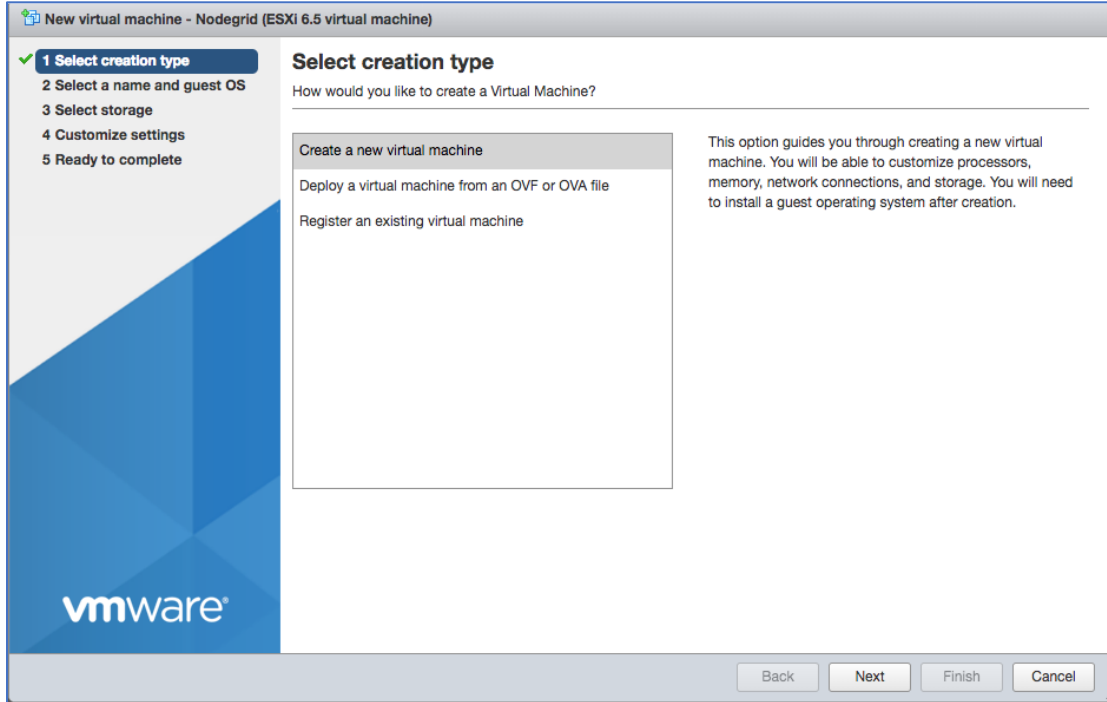 New virtual machine - Nodegrid (ESXi 6.5 virtual machine)
1 Select creation type
2 Select a name and guest OS
3 Select storage
4 Customize settings
5 Ready to complete
Select creation type
How would you like to create a Virtual Machine?
Create a new virtual machine
Deploy a virtual machine from an OVF or OVA file
Register an existing virtual machine
This option guides you through creating a new virtual
machine. You will be able to customize processors,
memory, network connections, and storage. You will need
to install a guest operating system after creation.
vmware®
Back
Next
Finish
Cancel